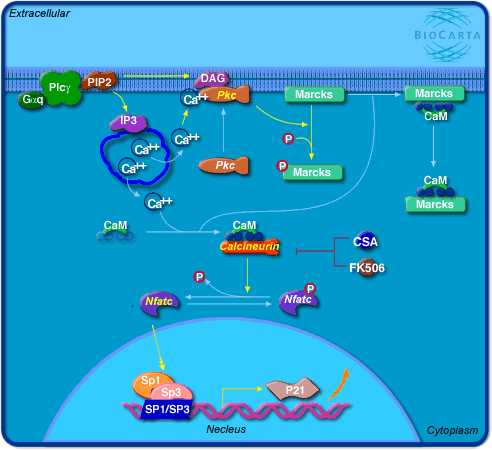 Extracellular
BIOCARTA
Gαq
Plcγ
PIP2
DAG
Ca++
Pkc
Marcks
Marcks
CaM
IP3
Ca++
Ca++
Ca++
Ca++
Pkc
P
P
Marcks
CaM
Marcks
CaM
CaM
Calcineurin
CSA
FK506
P
Nfatc
P
Nfatc
Sp1
Sp3
SP1/SP3
P21
Necleus
Cytoplasm